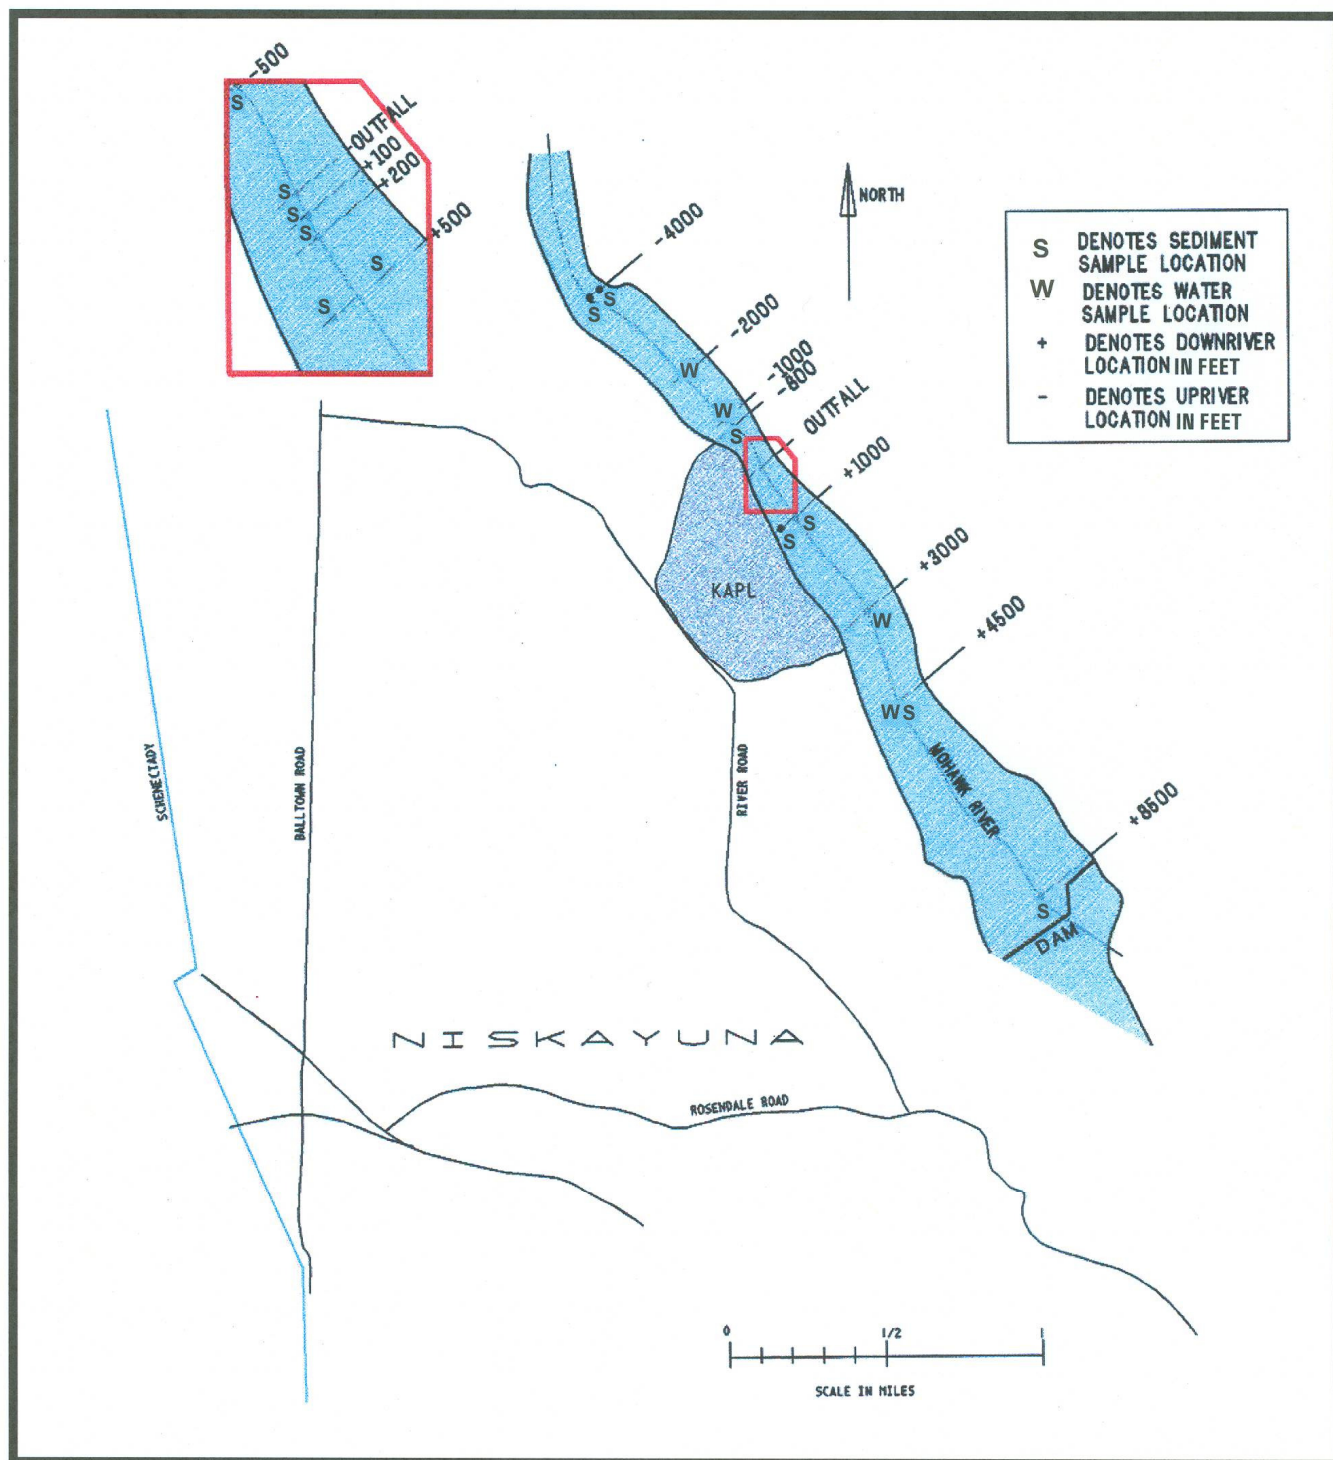 -500
S
OUTFALL
+100
+200
S
S
S
+500
S
S
-4000
S
S
NORTH
S DENOTES SEDIMENT
SAMPLE LOCATION
W DENOTES WATER
SAMPLE LOCATION
+ DENOTES DOWNRIVER
LOCATION IN FEET
- DENOTES UPRIVER
LOCATION IN FEET
-2000
W
-1000
-800
W
S
OUTFALL
+1000
S
S
KAPL
+3000
W
+4500
W S
MOHAWK RIVER
+8500
S
DAM
SCHENECTADY
BALLTOWN ROAD
RIVER ROAD
NISKAYUNA
ROSENDALE ROAD
0 1/2 1
SCALE IN MILES